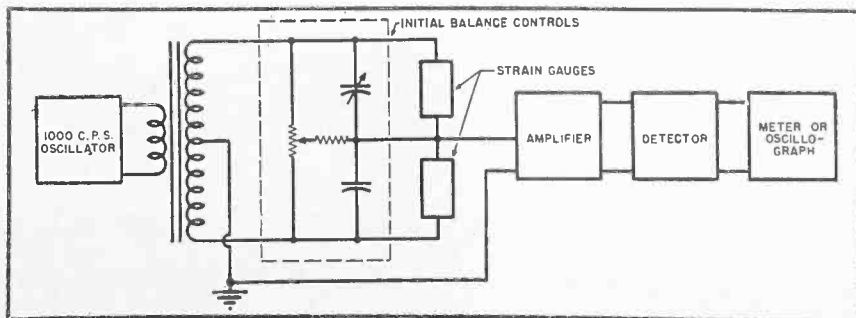 INITIAL BALANCE CONTROLS
STRAIN GAUGES
1000 C.P.S.
OSCILLATOR
AMPLIFIER
DETECTOR
METER OR
OSCILLO-
GRAPH